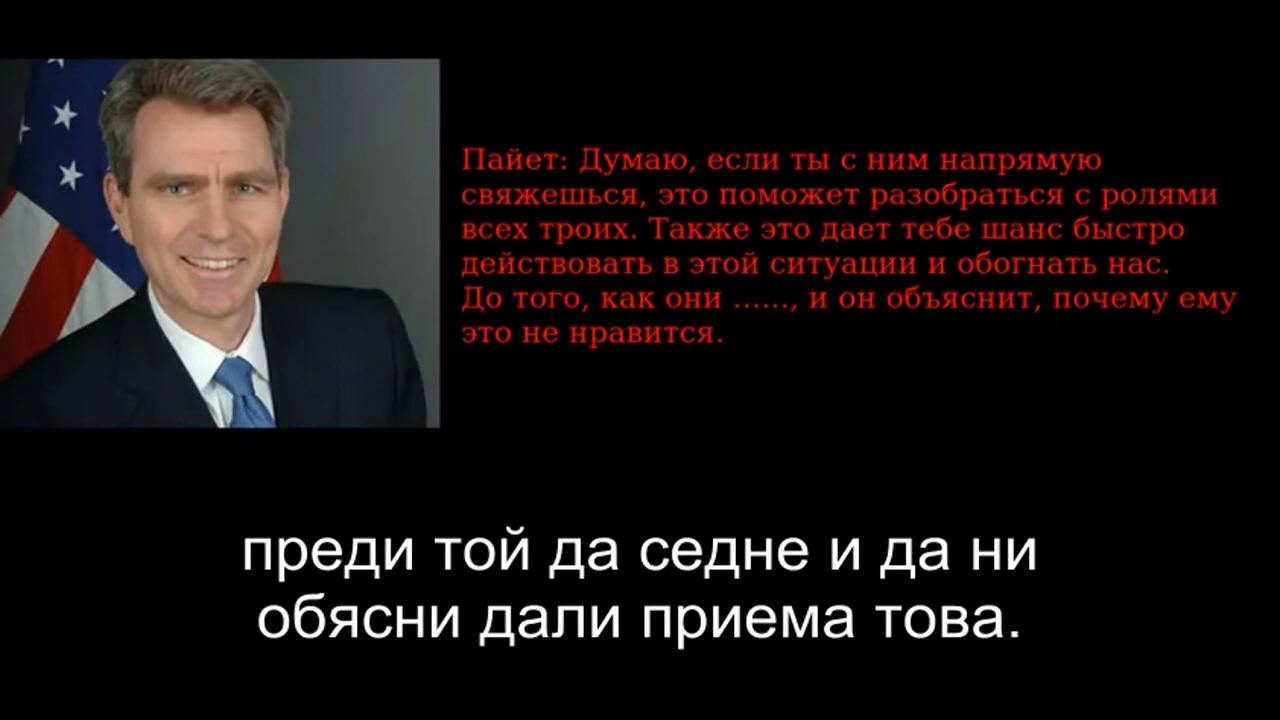 Пайет: Думаю, если ты с ним напрямую
свяжешься, это поможет разобраться с ролями
всех троих. Также это дает тебе шанс быстро
действовать в этой ситуации и обогнать нас.
До того, как они ......, и он объяснит, почему ему
это не нравится.
преди той да седне и да ни
обясни дали приема това.